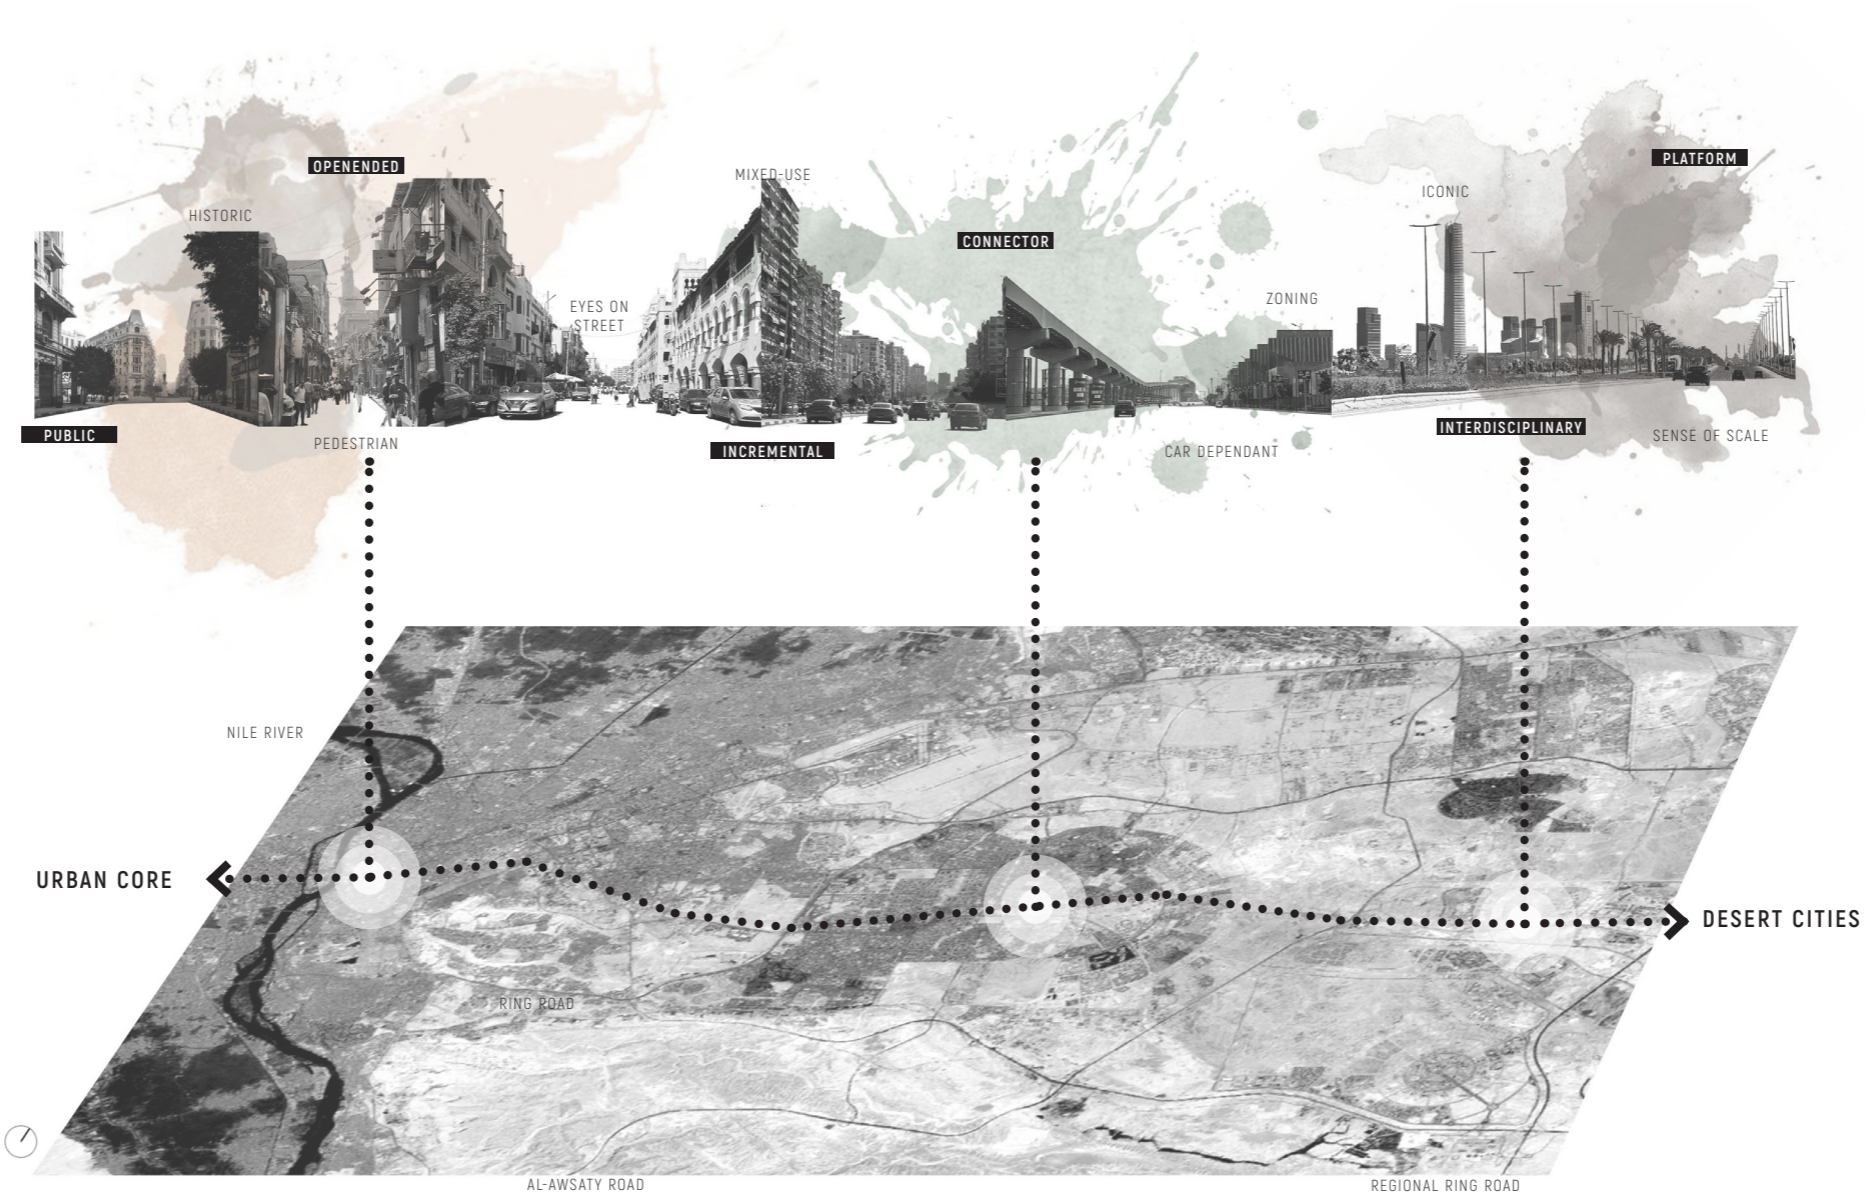 PLATFORM
OPENENDED
MIXED-USE
ICONIC
HISTORIC
CONNECTOR
ZONING
EYES ON
STREET
PUBLIC
PEDESTRIAN
INCREMENTAL
CAR DEPENDANT
INTERDISCIPLINARY
SENSE OF SCALE
NILE RIVER
URBAN CORE
DESERT CITIES
RING ROAD
AL-AWSATY ROAD
REGIONAL RING ROAD